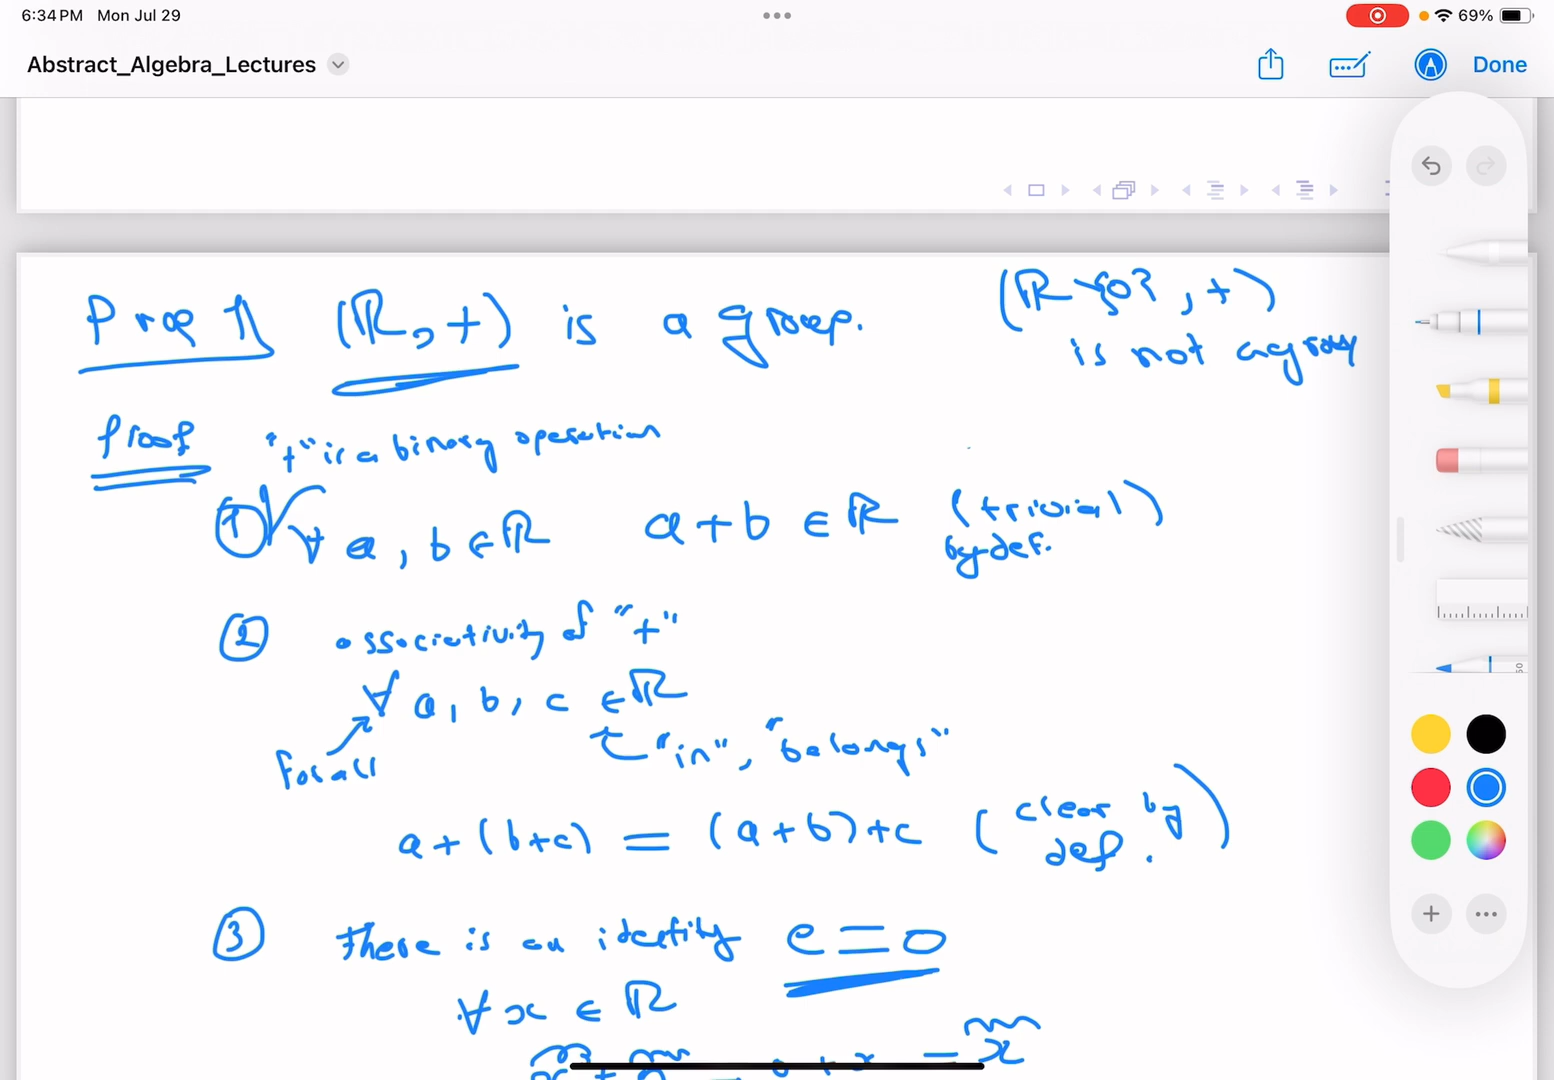 6:34 PM Mon Jul 29
69%
Abstract_Algebra_Lectures
Done
Prop 1 (ℝ, +) is a group.
(ℝ∖{0}, +)
is not a group
Proof "+" is a binary operation
① ∀ a, b ∈ ℝ a + b ∈ ℝ (trivial)
by def.
② associativity of "+"
∀ a, b, c ∈ ℝ
for all
"in", "belongs"
a + (b+c) = (a+b)+c (clear by
def.)
③ there is an identity e = 0
∀ x ∈ ℝ
= x
50